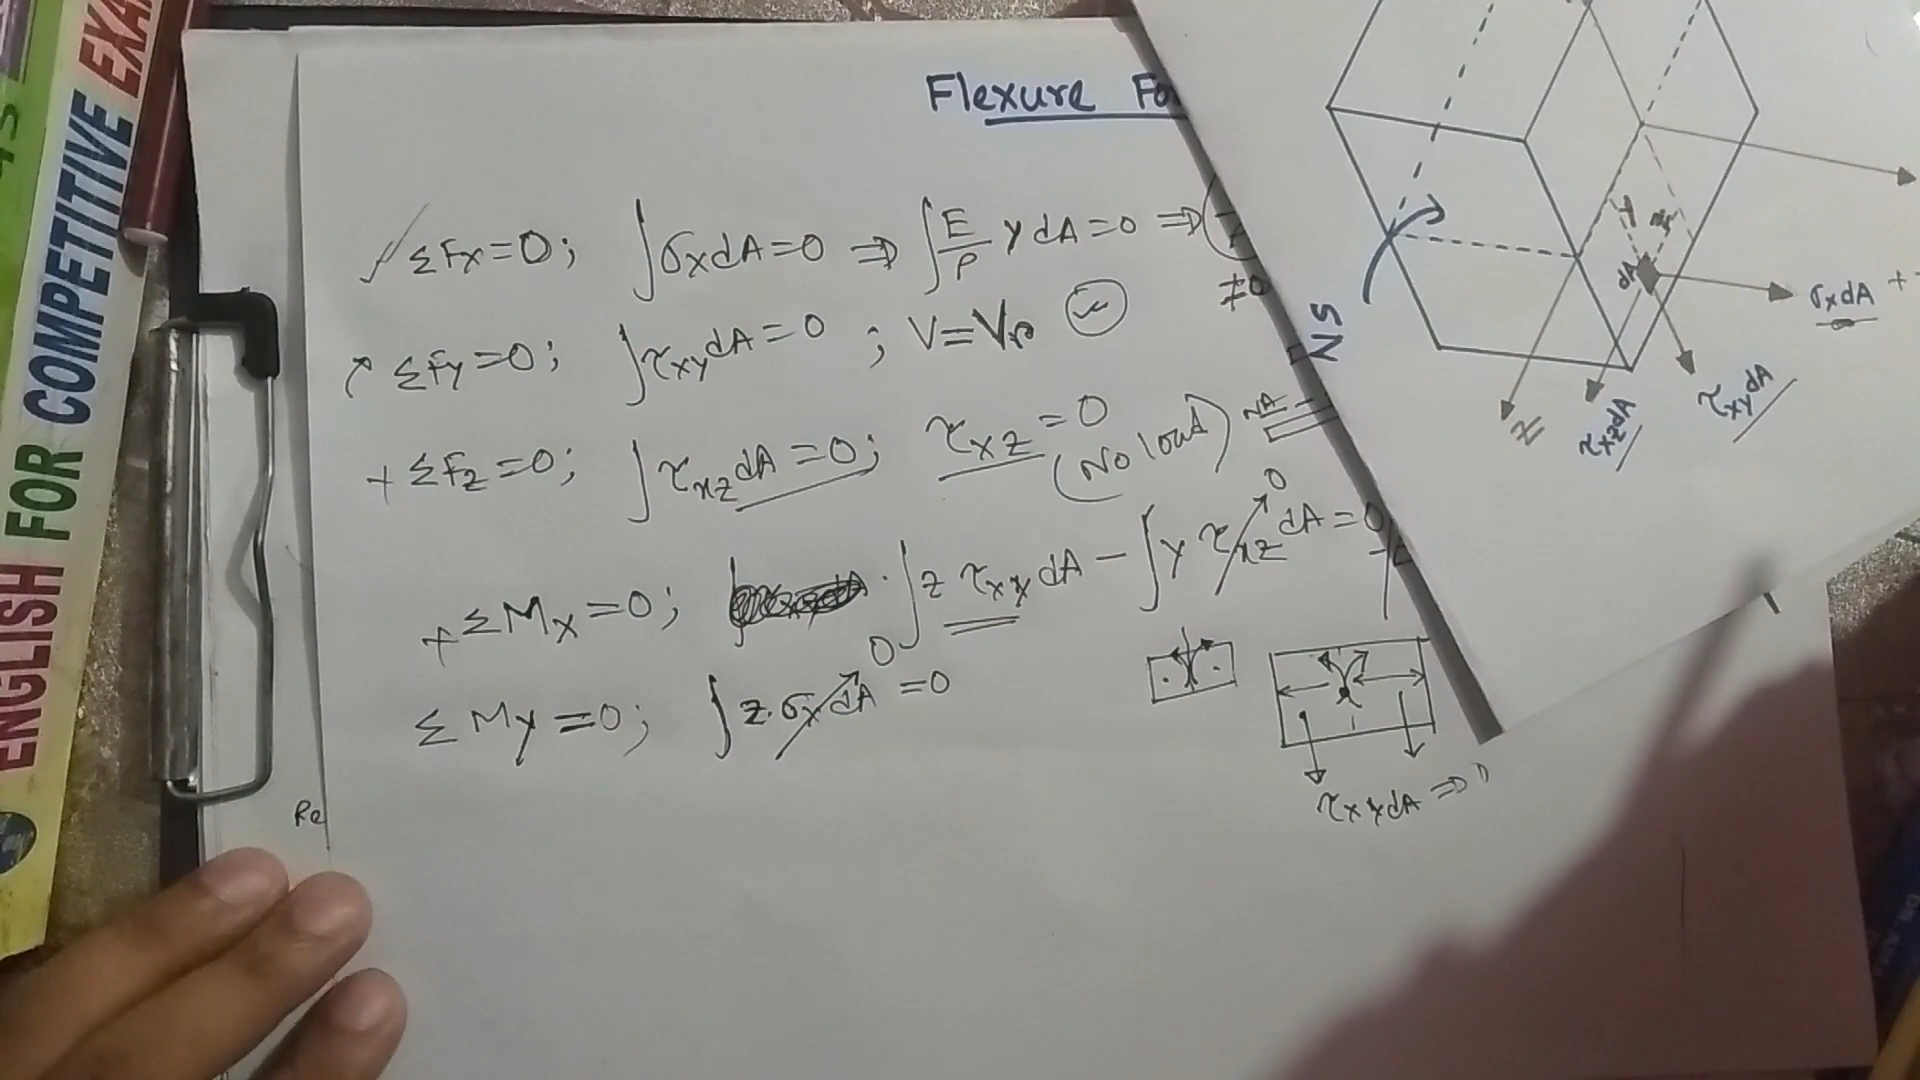 ENGLISH FOR COMPETITIVE EXA
Flexure Fo
ΣFx=0; ∫σxdA=0 ⇒ ∫E/ρ y dA=0 ⇒
≠0
ΣFy=0; ∫τxydA=0 ; V=Vr
ΣFz=0; ∫τxzdA=0; τxz=0
(No load)
NA
ΣMx=0; ∫z τxy dA − ∫y τxz dA=0
0
ΣMy=0; ∫z.σx dA=0
0
τxydA ⇒
Re
NS
y
z
dA
σxdA +
τxydA
τxzdA
z